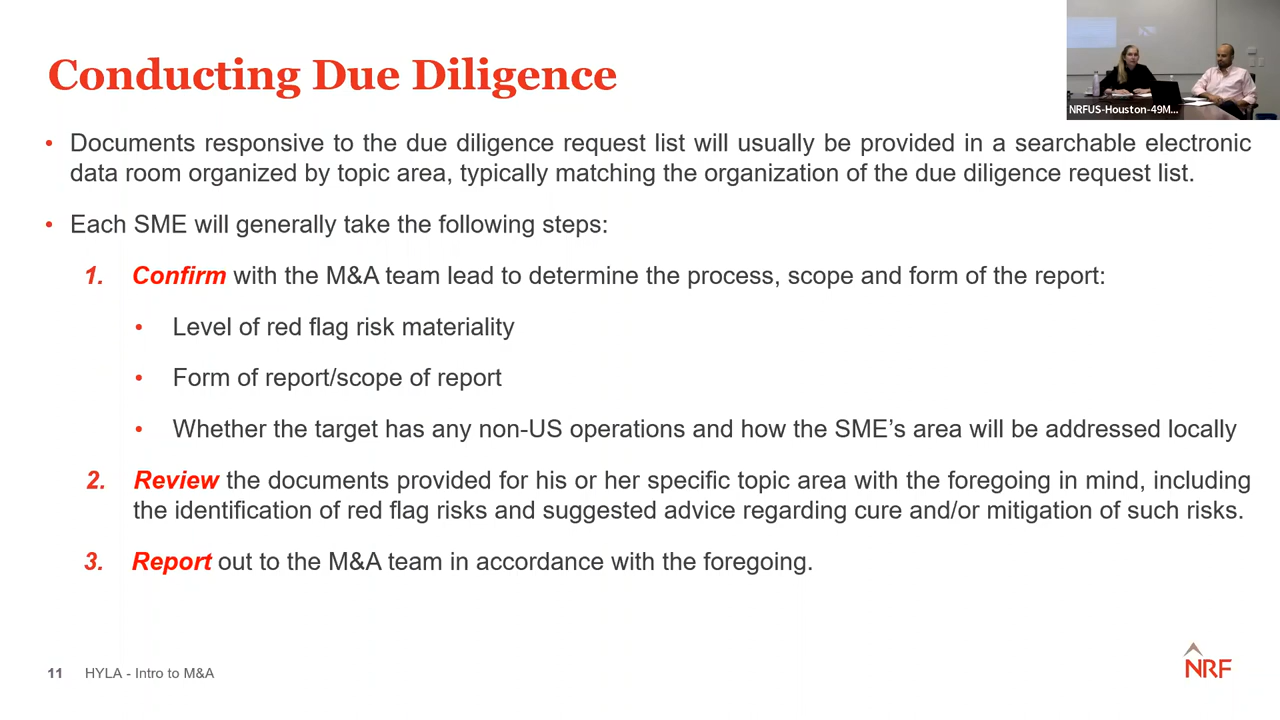 Conducting Due Diligence
NRFUS-Houston-49M...
• Documents responsive to the due diligence request list will usually be provided in a searchable electronic
data room organized by topic area, typically matching the organization of the due diligence request list.
• Each SME will generally take the following steps:
1. Confirm with the M&A team lead to determine the process, scope and form of the report:
• Level of red flag risk materiality
• Form of report/scope of report
• Whether the target has any non-US operations and how the SME’s area will be addressed locally
2. Review the documents provided for his or her specific topic area with the foregoing in mind, including
the identification of red flag risks and suggested advice regarding cure and/or mitigation of such risks.
3. Report out to the M&A team in accordance with the foregoing.
11 HYLA - Intro to M&A
NRF